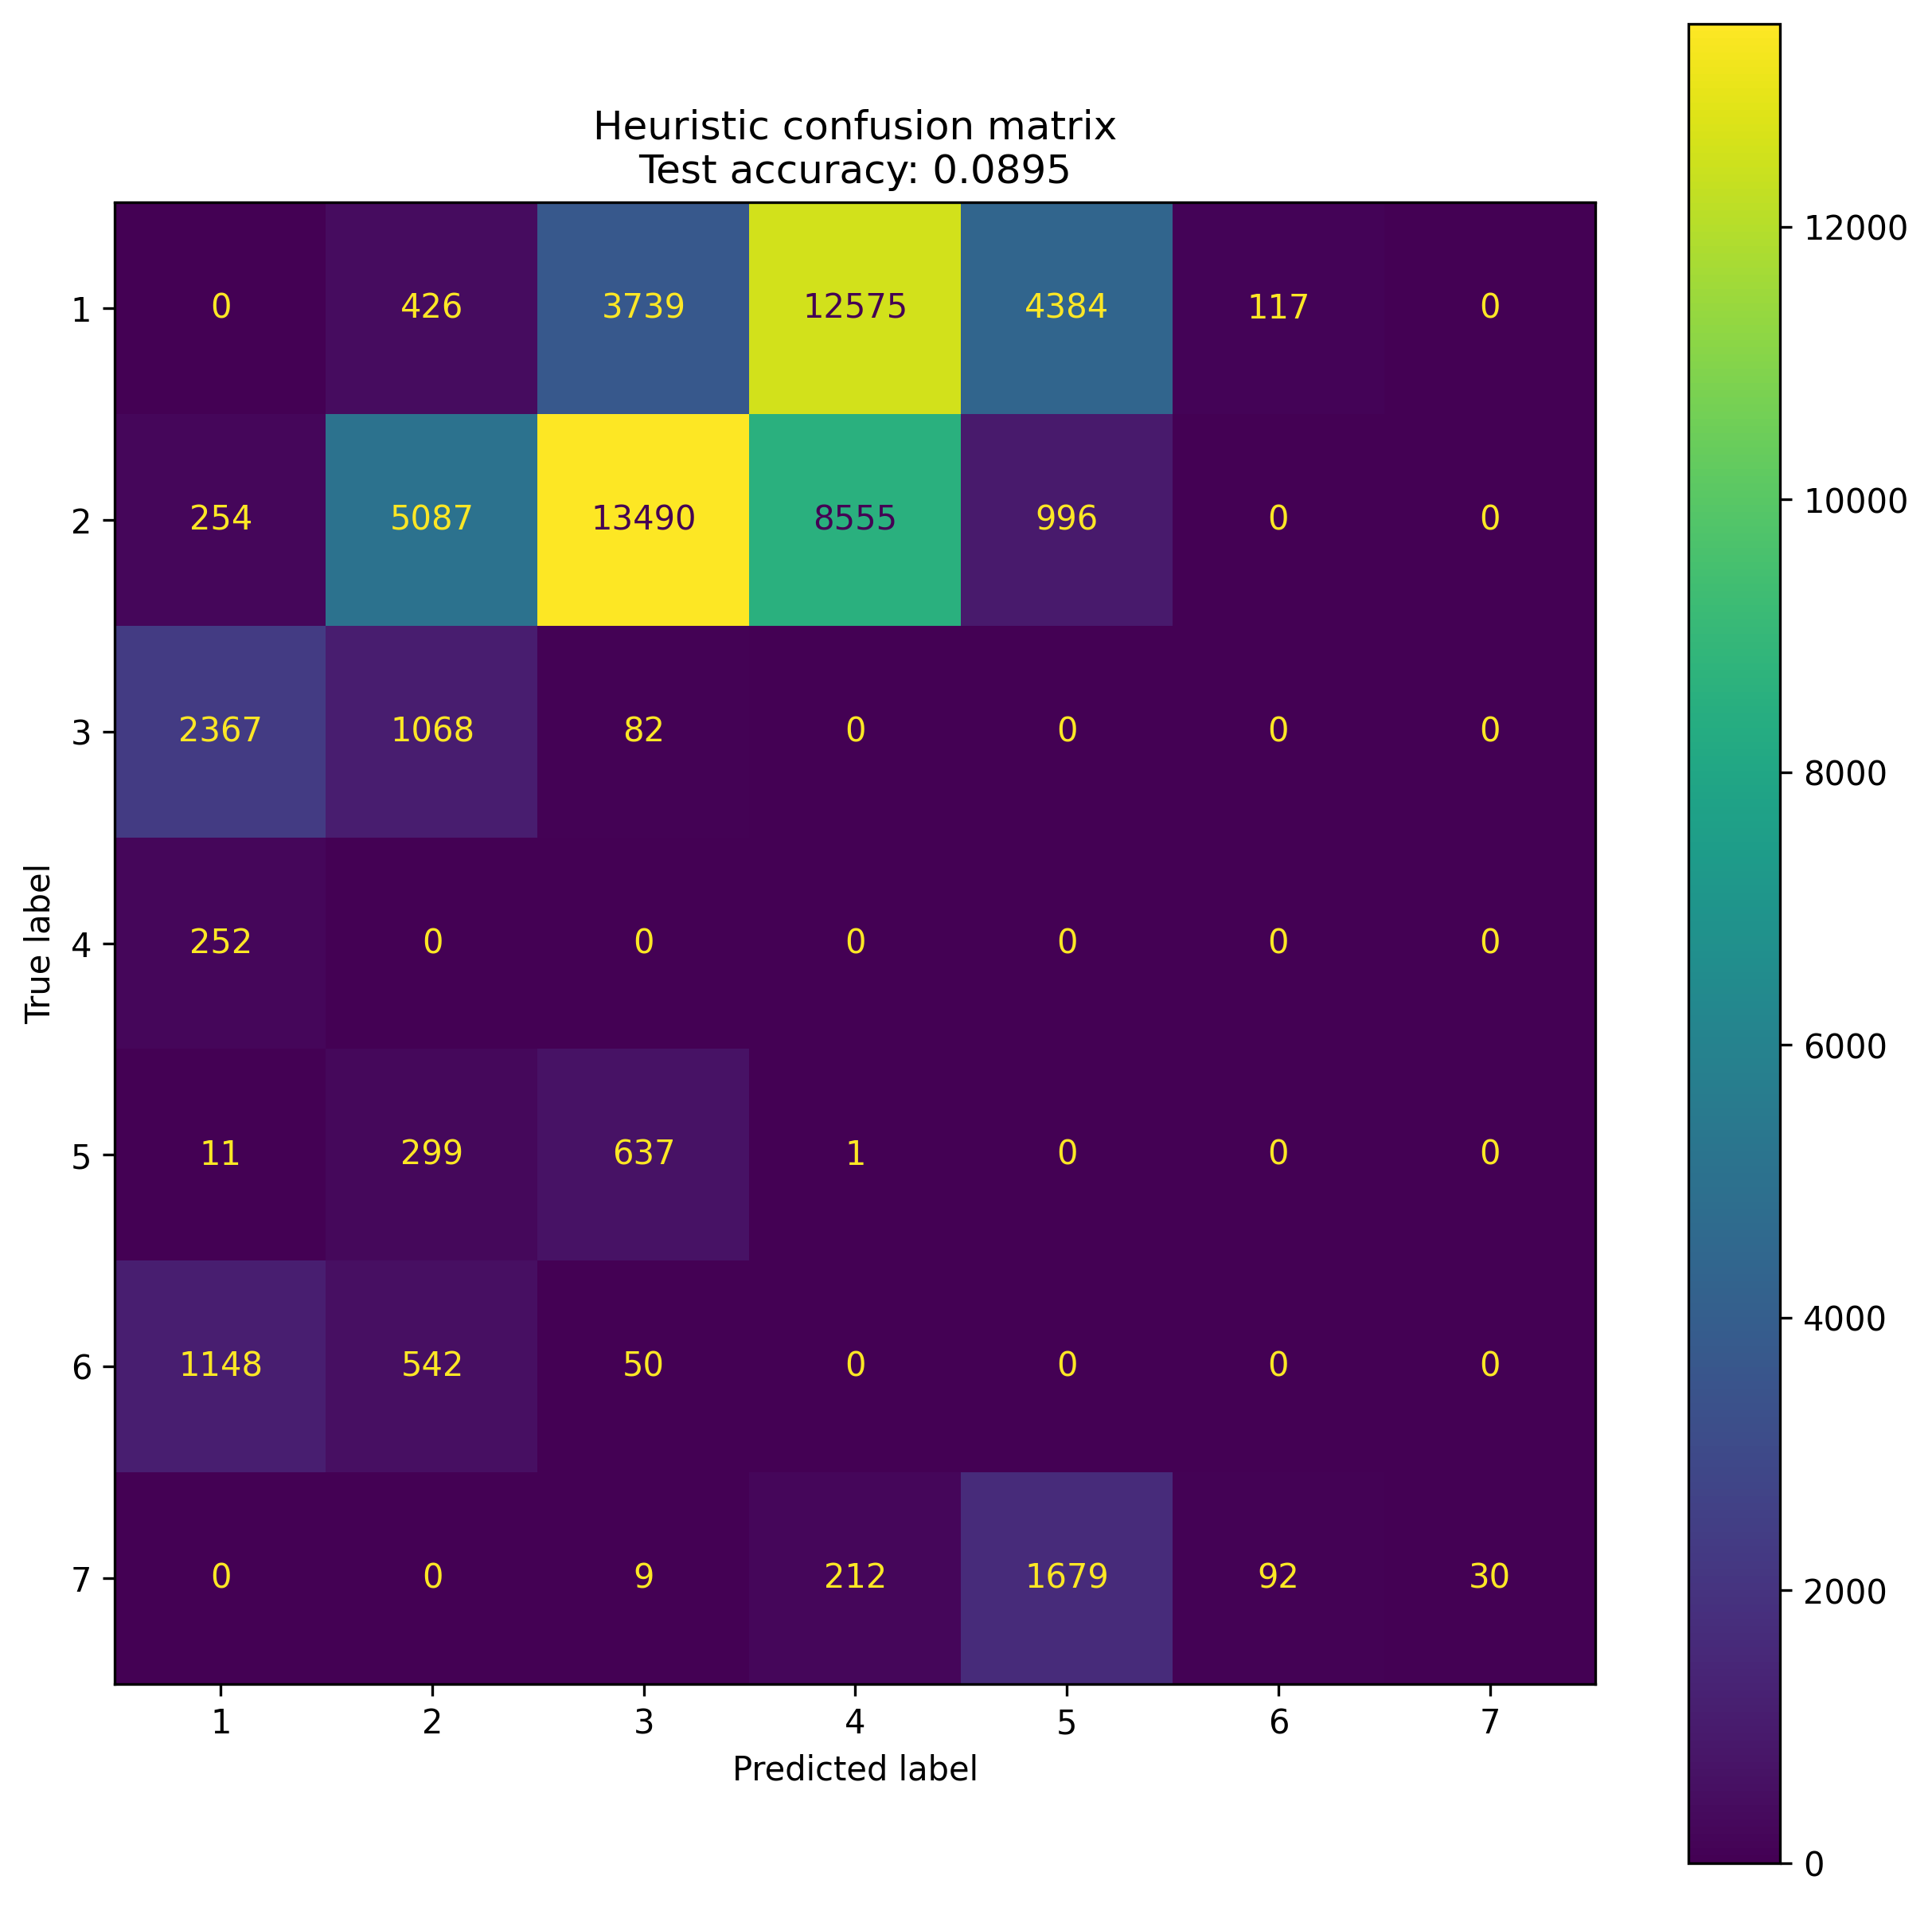 Heuristic confusion matrix
Test accuracy: 0.0895
True label
1 0 426 3739 12575 4384 117 0
2 254 5087 13490 8555 996 0 0
3 2367 1068 82 0 0 0 0
4 252 0 0 0 0 0 0
5 11 299 637 1 0 0 0
6 1148 542 50 0 0 0 0
7 0 0 9 212 1679 92 30
1 2 3 4 5 6 7
Predicted label
12000
10000
8000
6000
4000
2000
0